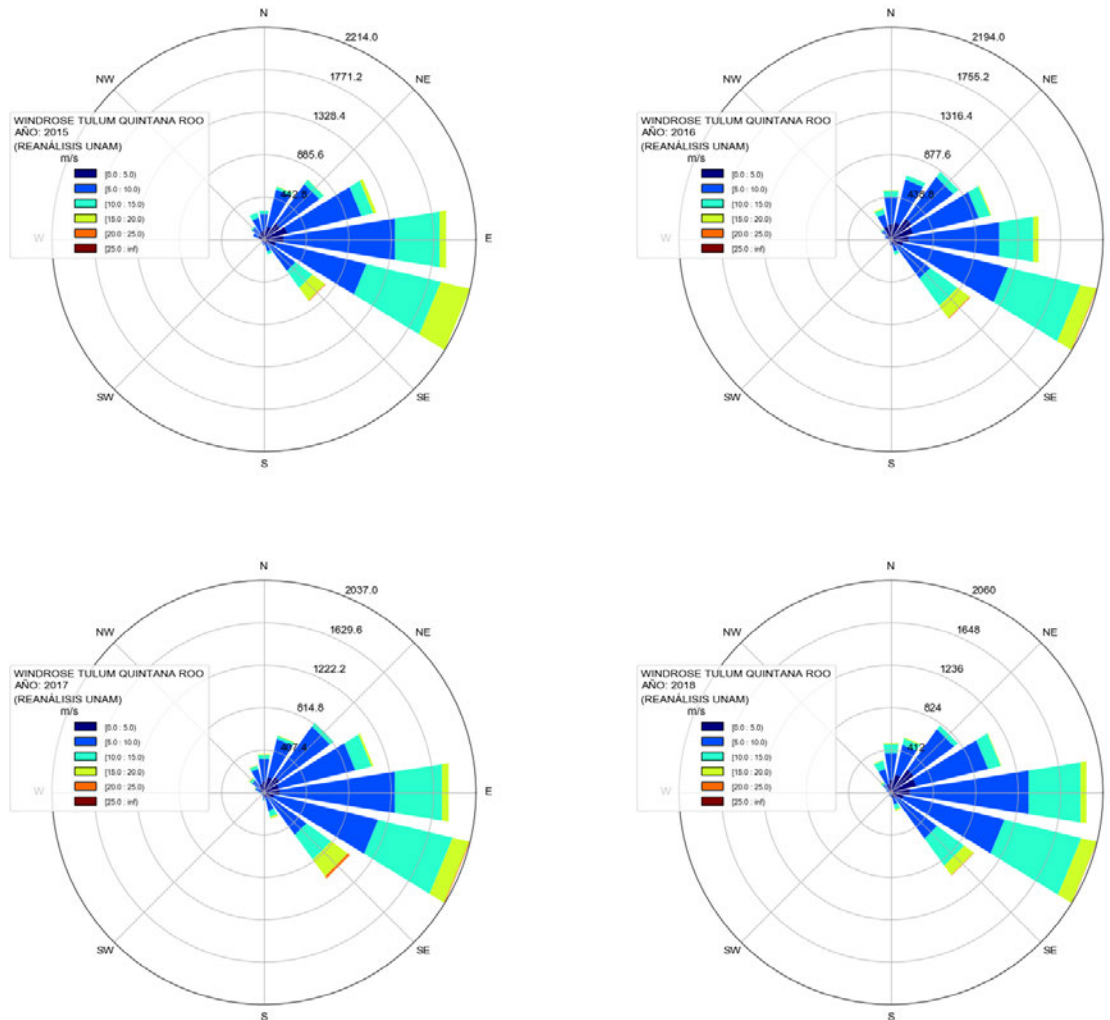 N
2214.0
NW
NE
1771.2
1328.4
885.6
442.8
WINDROSE TULUM QUINTANA ROO
AÑO: 2015
(REANÁLISIS UNAM)
m/s
[0.0 : 5.0)
[5.0 : 10.0)
[10.0 : 15.0)
[15.0 : 20.0)
[20.0 : 25.0)
[25.0 : inf)
W
E
SW
SE
S
N
2194.0
NW
NE
1755.2
1316.4
877.6
438.8
WINDROSE TULUM QUINTANA ROO
AÑO: 2016
(REANÁLISIS UNAM)
m/s
[0.0 : 5.0)
[5.0 : 10.0)
[10.0 : 15.0)
[15.0 : 20.0)
[20.0 : 25.0)
[25.0 : inf)
W
SW
SE
S
N
2037.0
NW
NE
1629.6
1222.2
814.8
407.4
WINDROSE TULUM QUINTANA ROO
AÑO: 2017
(REANÁLISIS UNAM)
m/s
[0.0 : 5.0)
[5.0 : 10.0)
[10.0 : 15.0)
[15.0 : 20.0)
[20.0 : 25.0)
[25.0 : inf)
W
E
SW
SE
S
N
2060
NW
NE
1648
1236
824
412
WINDROSE TULUM QUINTANA ROO
AÑO: 2018
(REANÁLISIS UNAM)
m/s
[0.0 : 5.0)
[5.0 : 10.0)
[10.0 : 15.0)
[15.0 : 20.0)
[20.0 : 25.0)
[25.0 : inf)
W
SW
SE
S